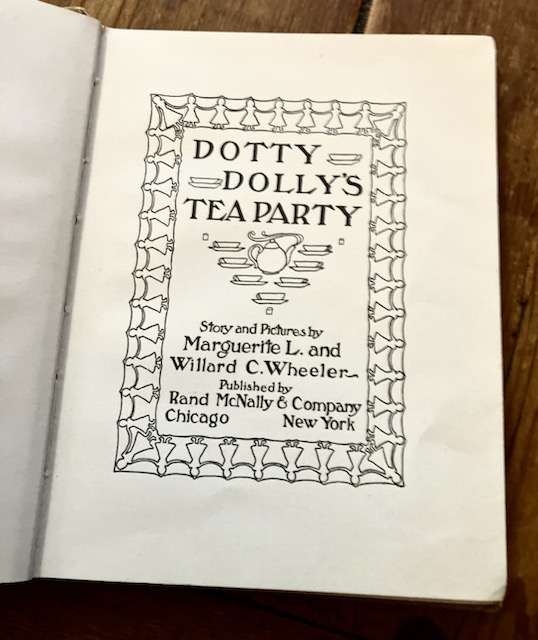 DOTTY
DOLLY'S
TEA PARTY
Story and Pictures by
Marguerite L. and
Willard C. Wheeler
Published by
Rand McNally & Company
Chicago New York